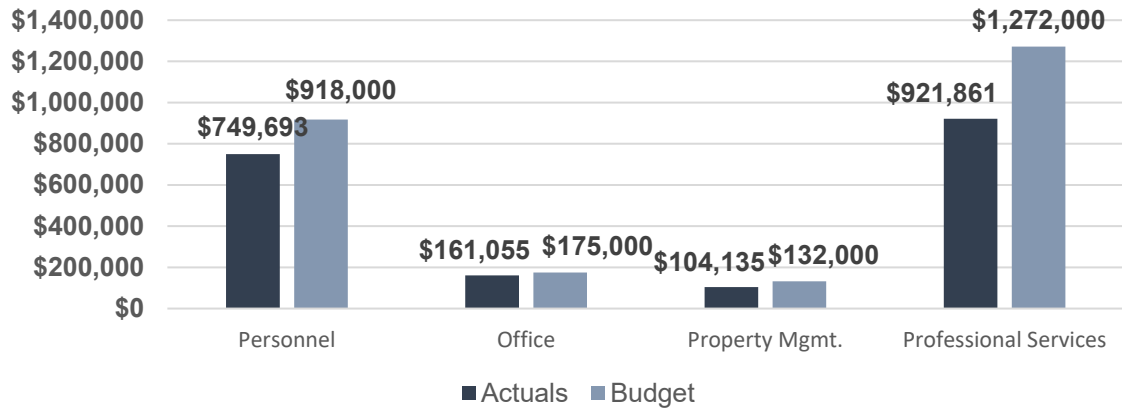 $1,400,000
$1,200,000
$1,000,000
$800,000
$600,000
$400,000
$200,000
$0
$749,693
$918,000
$161,055
$175,000
$104,135
$132,000
$921,861
$1,272,000
Personnel
Office
Property Mgmt.
Professional Services
Actuals
Budget